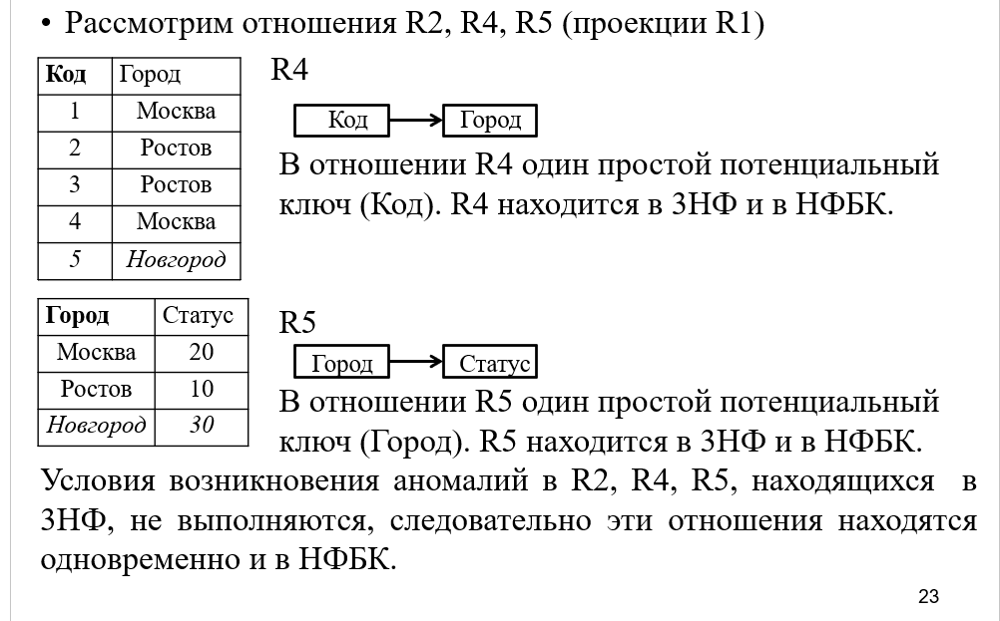 • Рассмотрим отношения R2, R4, R5 (проекции R1)
Код Город
1 Москва
2 Ростов
3 Ростов
4 Москва
5 Новгород
R4
Код Город
В отношении R4 один простой потенциальный
ключ (Код). R4 находится в 3НФ и в НФБК.
Город Статус
Москва 20
Ростов 10
Новгород 30
R5
Город Статус
В отношении R5 один простой потенциальный
ключ (Город). R5 находится в 3НФ и в НФБК.
Условия возникновения аномалий в R2, R4, R5, находящихся в
3НФ, не выполняются, следовательно эти отношения находятся
одновременно и в НФБК.
23